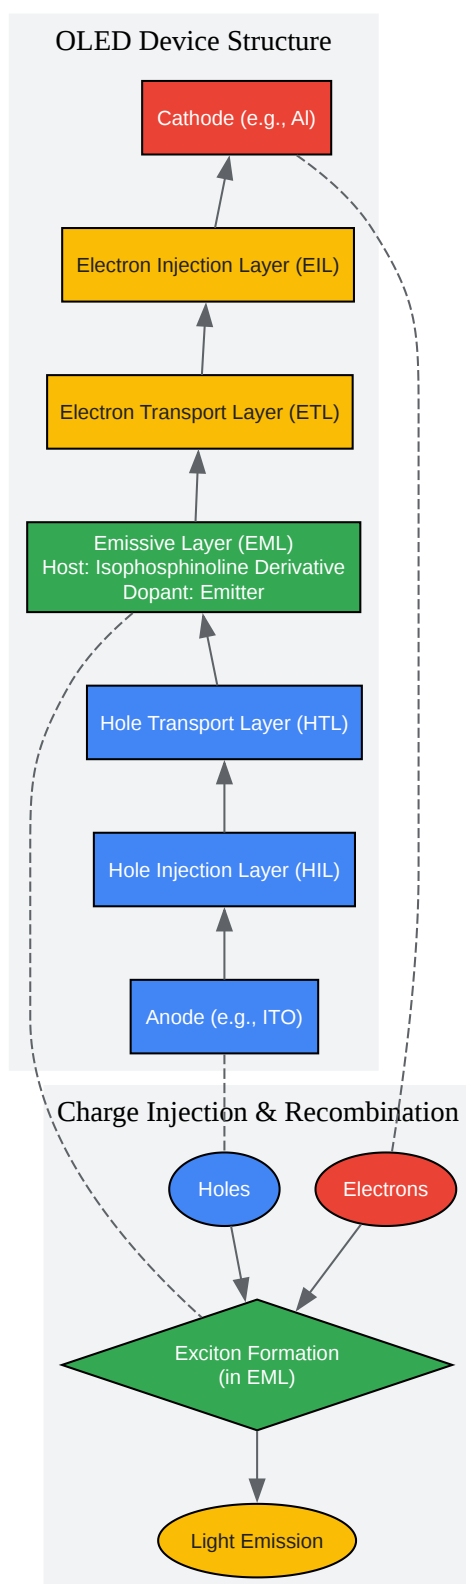 OLED Device Structure
Cathode (e.g., Al)
Electron Injection Layer (EIL)
Electron Transport Layer (ETL)
Emissive Layer (EML)
Host: Isophosphinoline Derivative
Dopant: Emitter
Hole Transport Layer (HTL)
Hole Injection Layer (HIL)
Anode (e.g., ITO)
Charge Injection & Recombination
Holes
Electrons
Exciton Formation
(in EML)
Light Emission